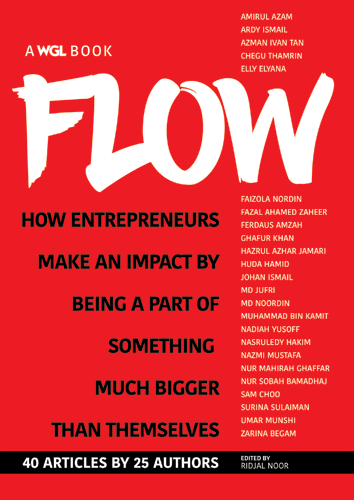 AMIRUL AZAM
ARDY ISMAIL
AZMAN IVAN TAN
CHEGU THAMRIN
ELLY ELYANA
A WGL BOOK
FLOW
HOW ENTREPRENEURS
MAKE AN IMPACT BY
BEING A PART OF
SOMETHING
MUCH BIGGER
THAN THEMSELVES
FAIZOLA NORDIN
FAZAL AHAMED ZAHEER
FERDAUS AMZAH
GHAFUR KHAN
HAZRUL AZHAR JAMARI
HUDA HAMID
JOHAN ISMAIL
MD JUFRI
MD NOORDIN
MUHAMMAD BIN KAMIT
NADIAH YUSOFF
NASRULEDY HAKIM
NAZMI MUSTAFA
NUR MAHIRAH GHAFFAR
NUR SOBAH BAMADHAJ
SAM CHOO
SURINA SULAIMAN
UMAR MUNSHI
ZARINA BEGAM
40 ARTICLES BY 25 AUTHORS
EDITED BY
RIDJAL NOOR